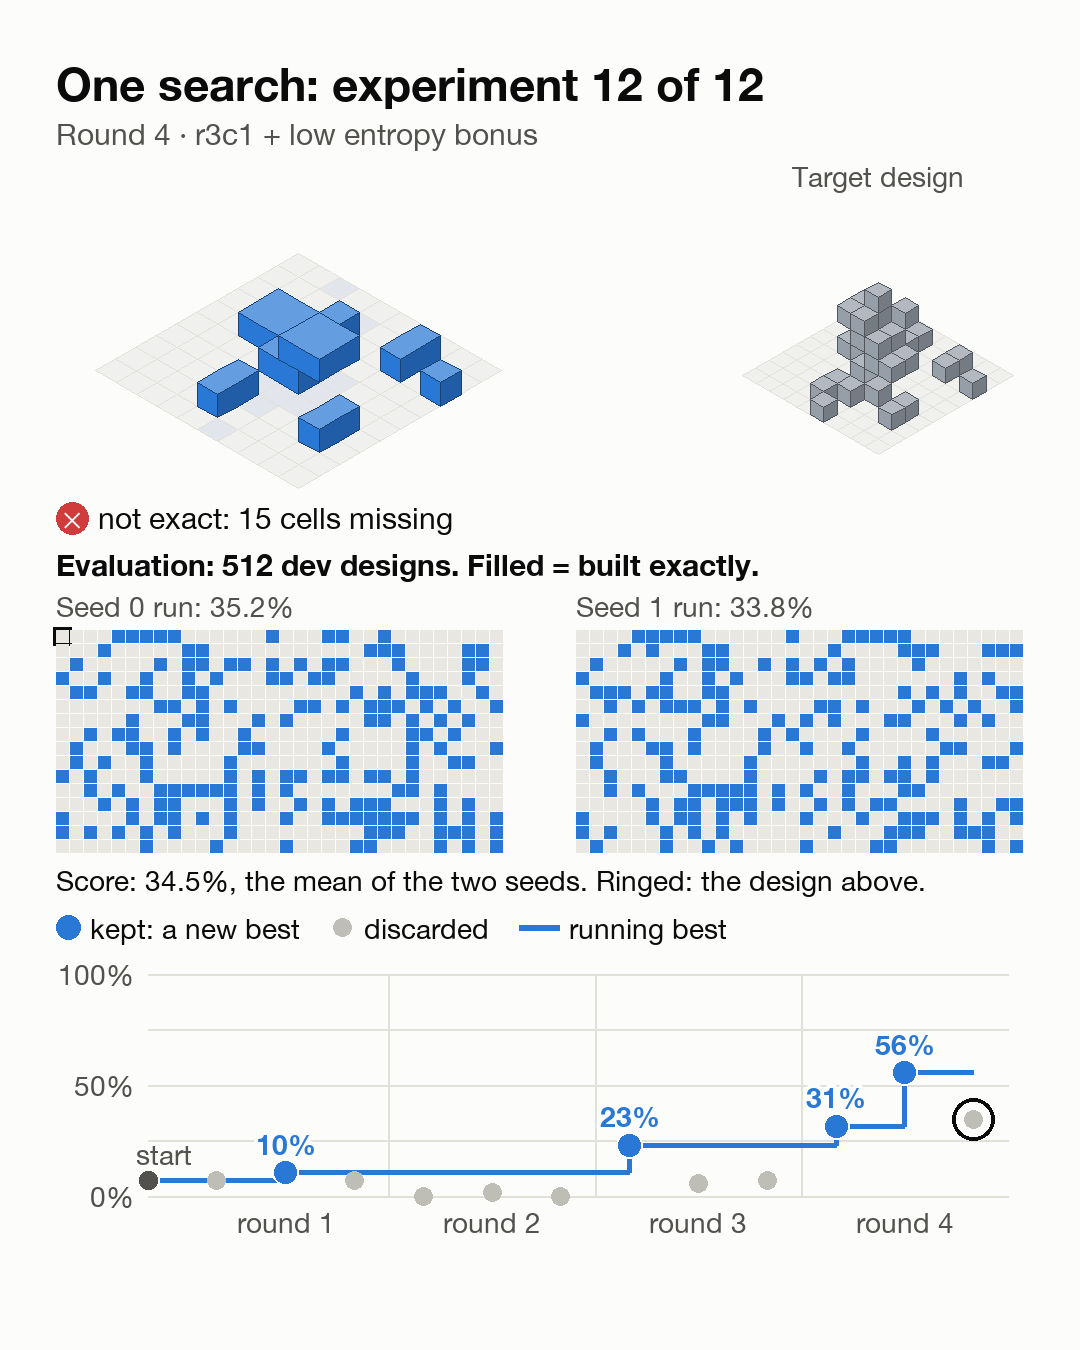 One search: experiment 12 of 12
Round 4 · r3c1 + low entropy bonus
Target design
not exact: 15 cells missing
Evaluation: 512 dev designs. Filled = built exactly.
Seed 0 run: 35.2%
Seed 1 run: 33.8%
Score: 34.5%, the mean of the two seeds. Ringed: the design above.
kept: a new best
discarded
running best
100%
50%
0%
start
10%
23%
31%
56%
round 1
round 2
round 3
round 4